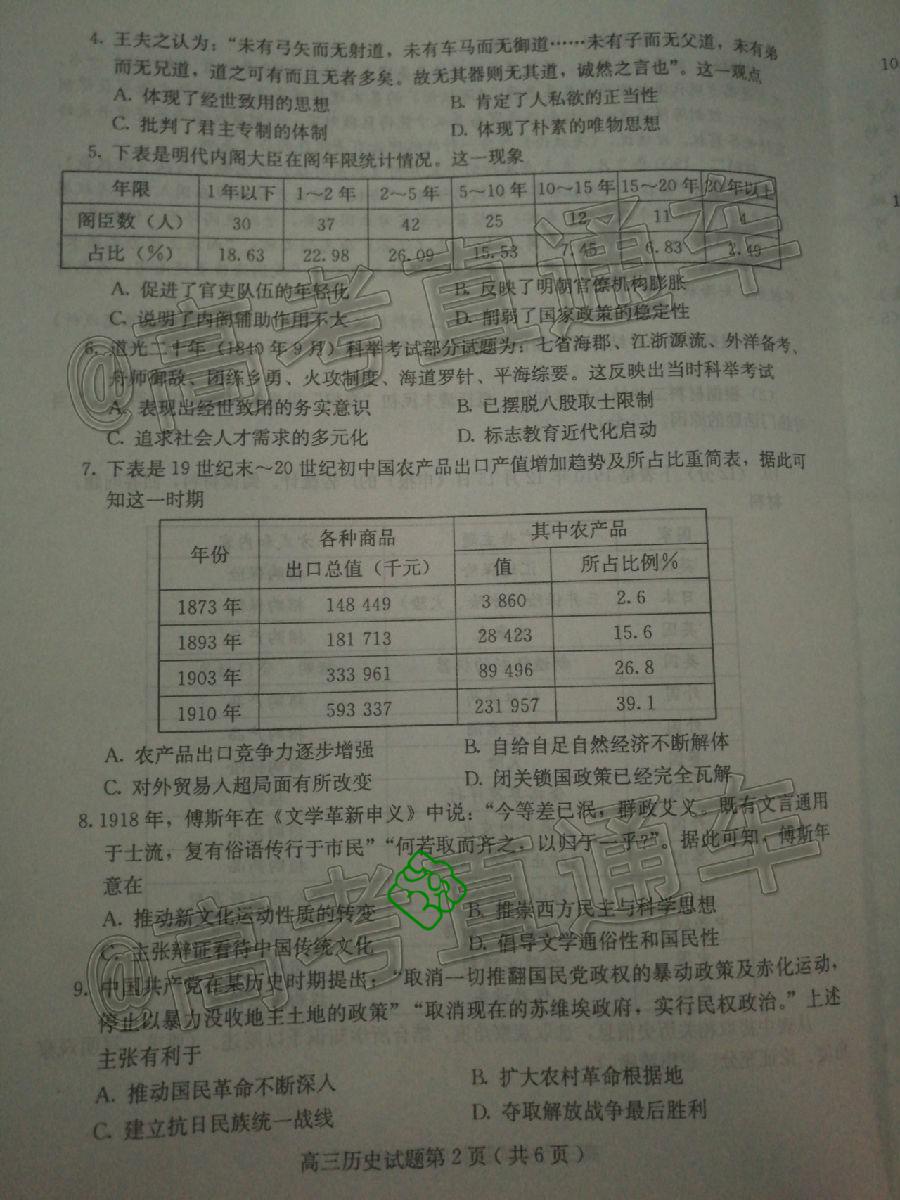 4. 王夫之认为：“未有弓矢而无射道，未有车马而无御道……未有子而无父道，未有弟
而无兄道，道之可有而且无者多矣。故无其器则无其道，诚然之言也”。这一观点
A. 体现了经世致用的思想 B. 肯定了人私欲的正当性
C. 批判了君主专制的体制 D. 体现了朴素的唯物思想
5. 下表是明代内阁大臣在阁年限统计情况。这一现象
年限 1年以下 1～2年 2～5年 5～10年 10～15年 15～20年 20年以上
阁臣数（人） 30 37 42 25 12 11 4
占比（%） 18.63 22.98 26.09 15.53 7.45 6.83 2.49
A. 促进了官吏队伍的年轻化 B. 反映了明朝官僚机构膨胀
C. 说明了内阁辅助作用不大 D. 削弱了国家政策的稳定性
6. 道光二十年（1840年9月）科举考试部分试题为：七省海郡、江浙源流、外洋备考、
舟师御敌、团练乡勇、火攻制度、海道罗针、平海综要。这反映出当时科举考试
A. 表现出经世致用的务实意识 B. 已摆脱八股取士限制
C. 追求社会人才需求的多元化 D. 标志教育近代化启动
7. 下表是19世纪末～20世纪初中国农产品出口产值增加趋势及所占比重简表，据此可
知这一时期
年份 各种商品出口总值（千元） 其中农产品
值 所占比例%
1873年 148 449 3 860 2.6
1893年 181 713 28 423 15.6
1903年 333 961 89 496 26.8
1910年 593 337 231 957 39.1
A. 农产品出口竞争力逐步增强 B. 自给自足自然经济不断解体
C. 对外贸易人超局面有所改变 D. 闭关锁国政策已经完全瓦解
8. 1918年，傅斯年在《文学革新申义》中说：“今等差已泯，群政艾义。既有文言通用
于士流，复有俗语传行于市民”“何若取而齐之，以归于一乎？”。据此可知，傅斯年
意在
A. 推动新文化运动性质的转变 B. 推崇西方民主与科学思想
C. 主张辩证看待中国传统文化 D. 倡导文学通俗性和国民性
9. 中国共产党在某历史时期提出：“取消一切推翻国民党政权的暴动政策及赤化运动，
停止以暴力没收地主土地的政策”“取消现在的苏维埃政府，实行民权政治。”上述
主张有利于
A. 推动国民革命不断深入 B. 扩大农村革命根据地
C. 建立抗日民族统一战线 D. 夺取解放战争最后胜利
高三历史试题第2页（共6页）
10
1
@高考直通车
@高考直通车